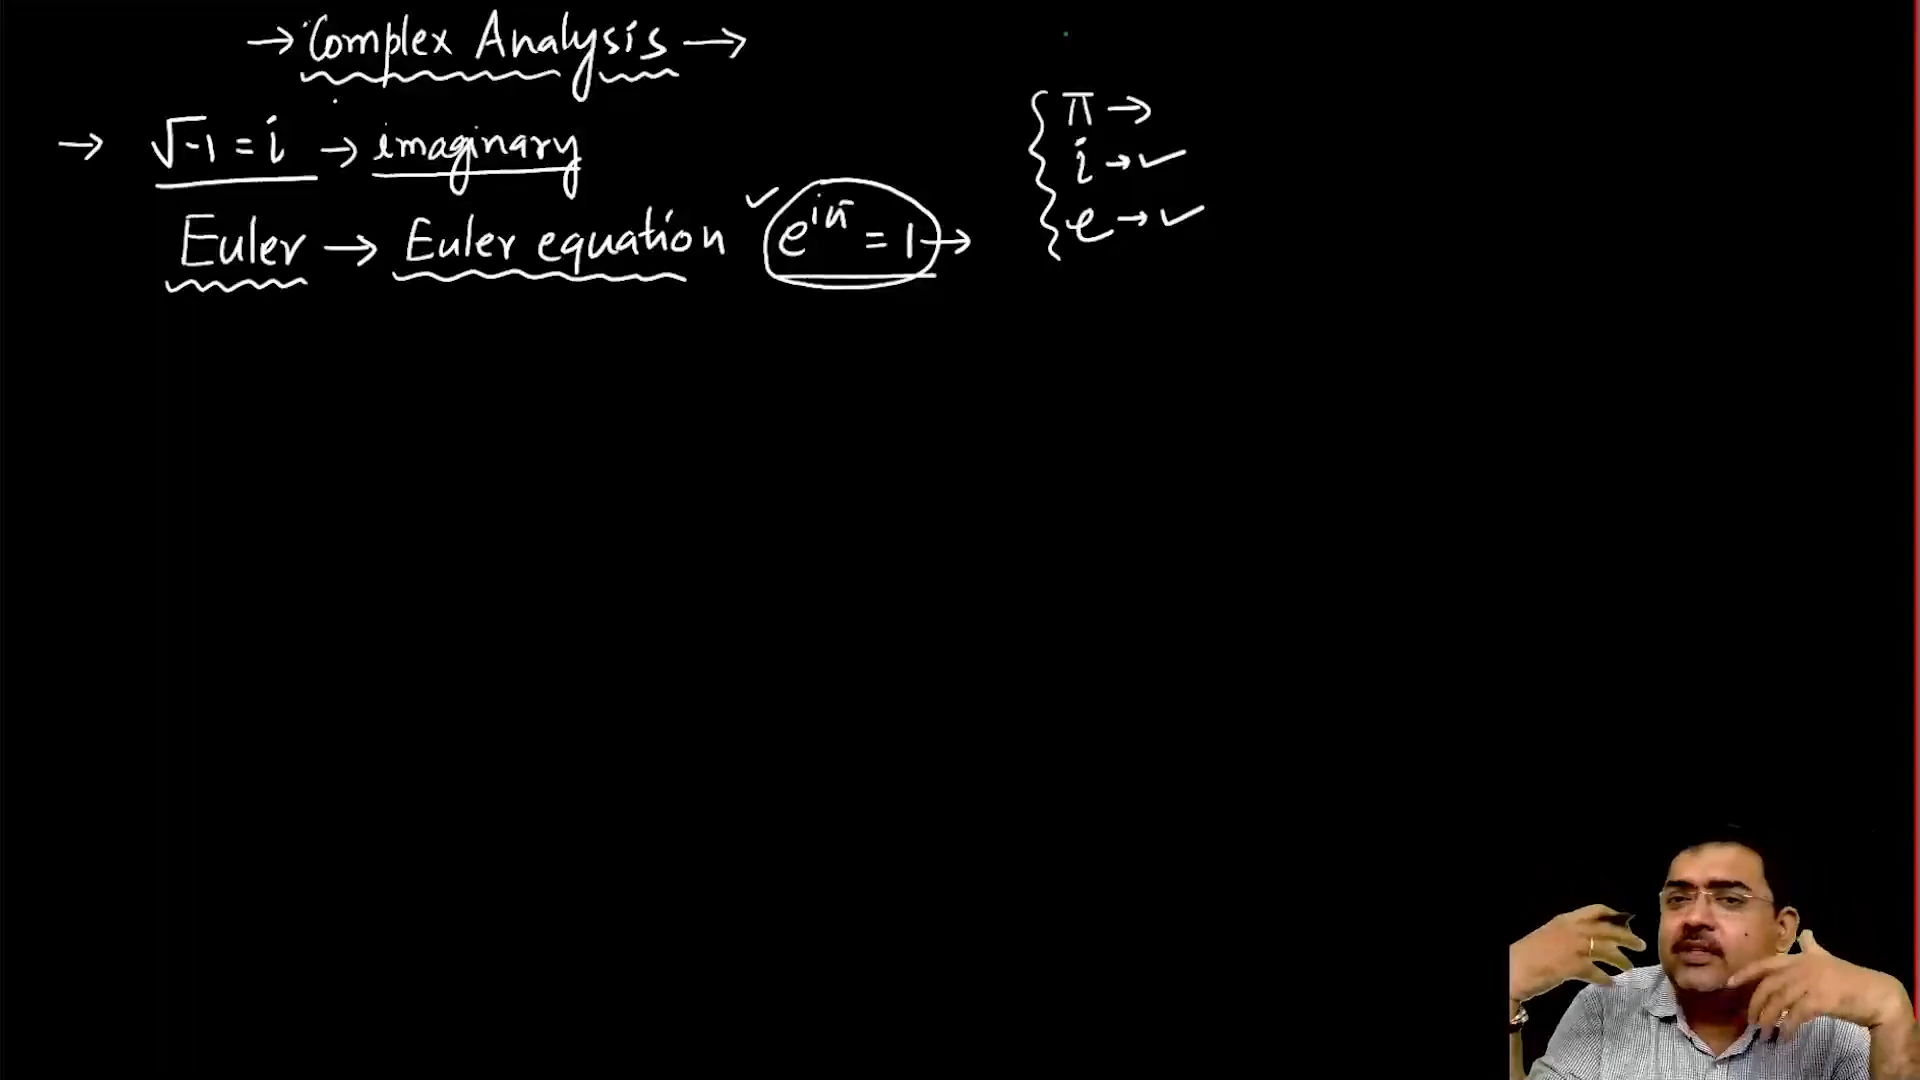 → Complex Analysis →
→ √-1 = i → imaginary
Euler → Euler equation ✓ e^{iπ} = 1 →
π →
i → ✓
e → ✓